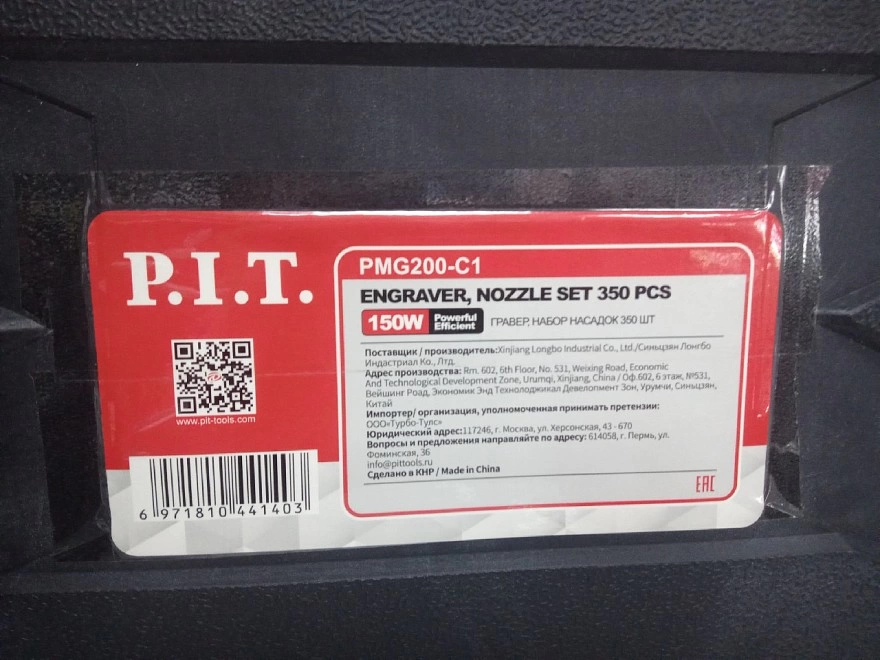 P.I.T.
www.pit-tools.com
6 971810 441403
PMG200-C1
ENGRAVER, NOZZLE SET 350 PCS
150W Powerful Efficient ГРАВЕР, НАБОР НАСАДОК 350 ШТ
Поставщик / производитель:Xinjiang Longbo Industrial Co., Ltd./Синьцзян Лонгбо
Индастриал Ко., Лтд.
Адрес производства: Rm. 602, 6th Floor, No. 531, Weixing Road, Economic
And Technological Development Zone, Urumqi, Xinjiang, China / Оф.602, 6 этаж, №531,
Вейшинг Роад, Экономик Энд Технолоджикал Девелопмент Зон, Урумчи, Синьцзян,
Китай
Импортер/ организация, уполномоченная принимать претензии:
ООО«Турбо-Тулс»
Юридический адрес:117246, г. Москва, ул. Херсонская, 43 - 670
Вопросы и предложения направляйте по адресу: 614058, г. Пермь, ул.
Фоминская, 36
info@pittools.ru
Сделано в КНР / Made in China
EAC